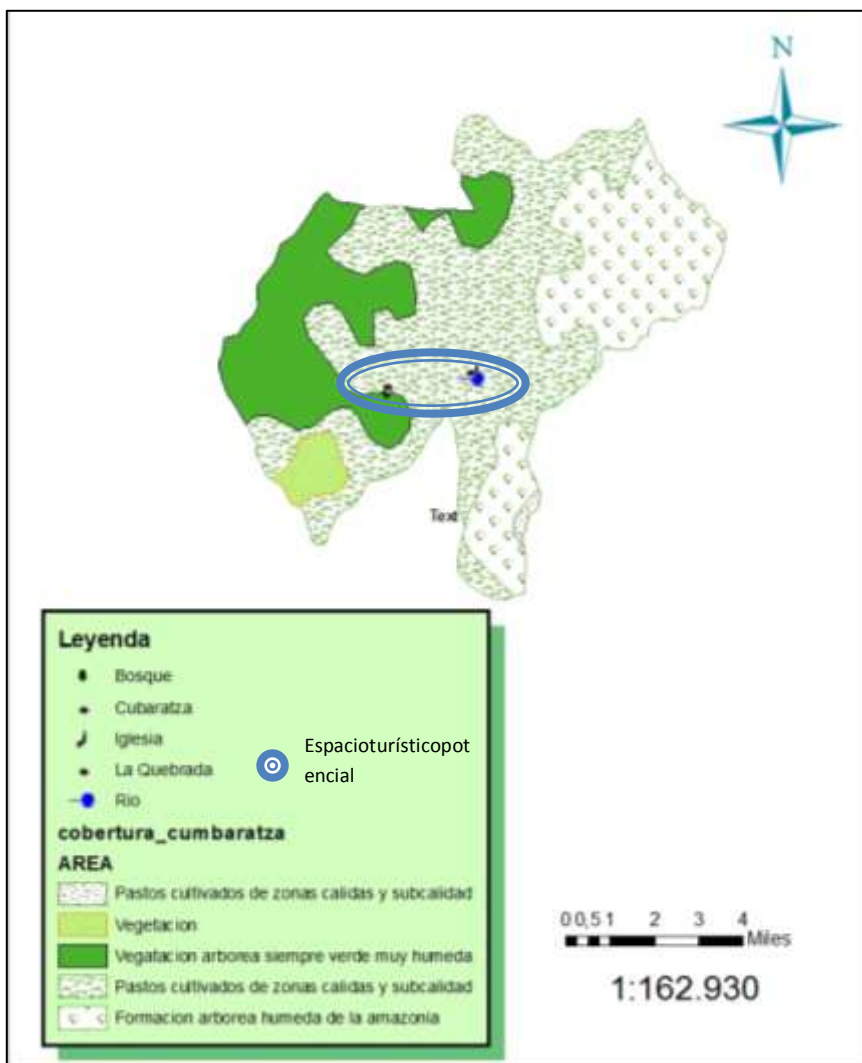 N
Text
Leyenda
Bosque
Cubaratza
Iglesia
La Quebrada
Rio
Espacioturísticopot
encial
cobertura_cumbaratza
AREA
Pastos cultivados de zonas calidas y subcalidad
Vegetacion
Vegatacion arborea siempre verde muy humeda
Pastos cultivados de zonas calidas y subcalidad
Formacion arborea humeda de la amazonia
0 0,5 1 2 3 4
Miles
1:162.930